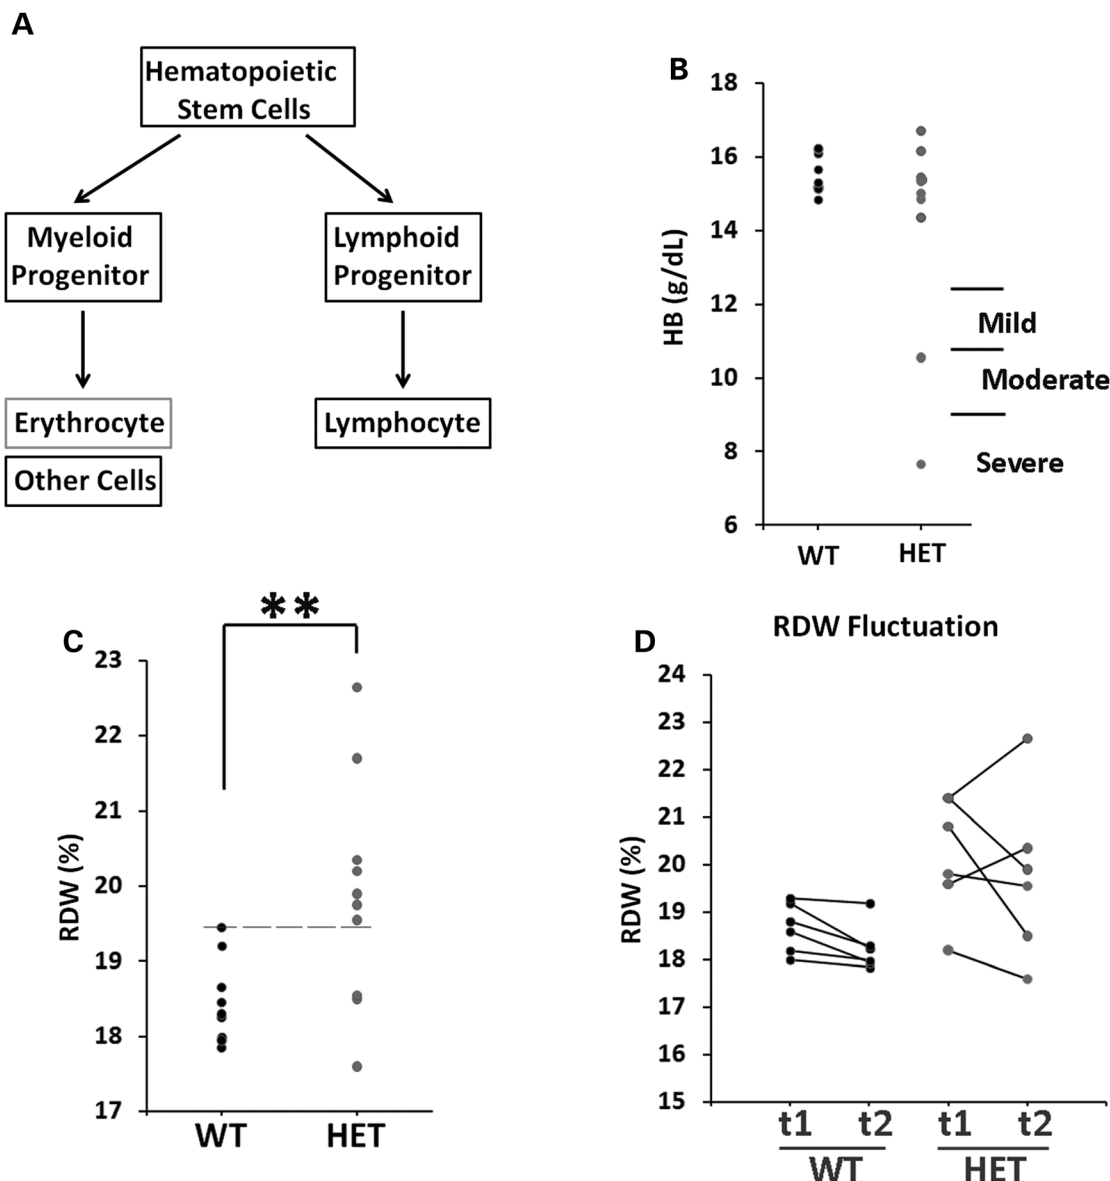 A
Hematopoietic
Stem Cells
Myeloid
Progenitor
Lymphoid
Progenitor
Erythrocyte
Lymphocyte
Other Cells
B
18
16
14
12
10
8
6
HB (g/dL)
Mild
Moderate
Severe
WT
HET
C
**
23
22
21
20
19
18
17
RDW (%)
WT
HET
D
RDW Fluctuation
24
23
22
21
20
19
18
17
16
15
RDW (%)
t1 t2 t1 t2
WT HET